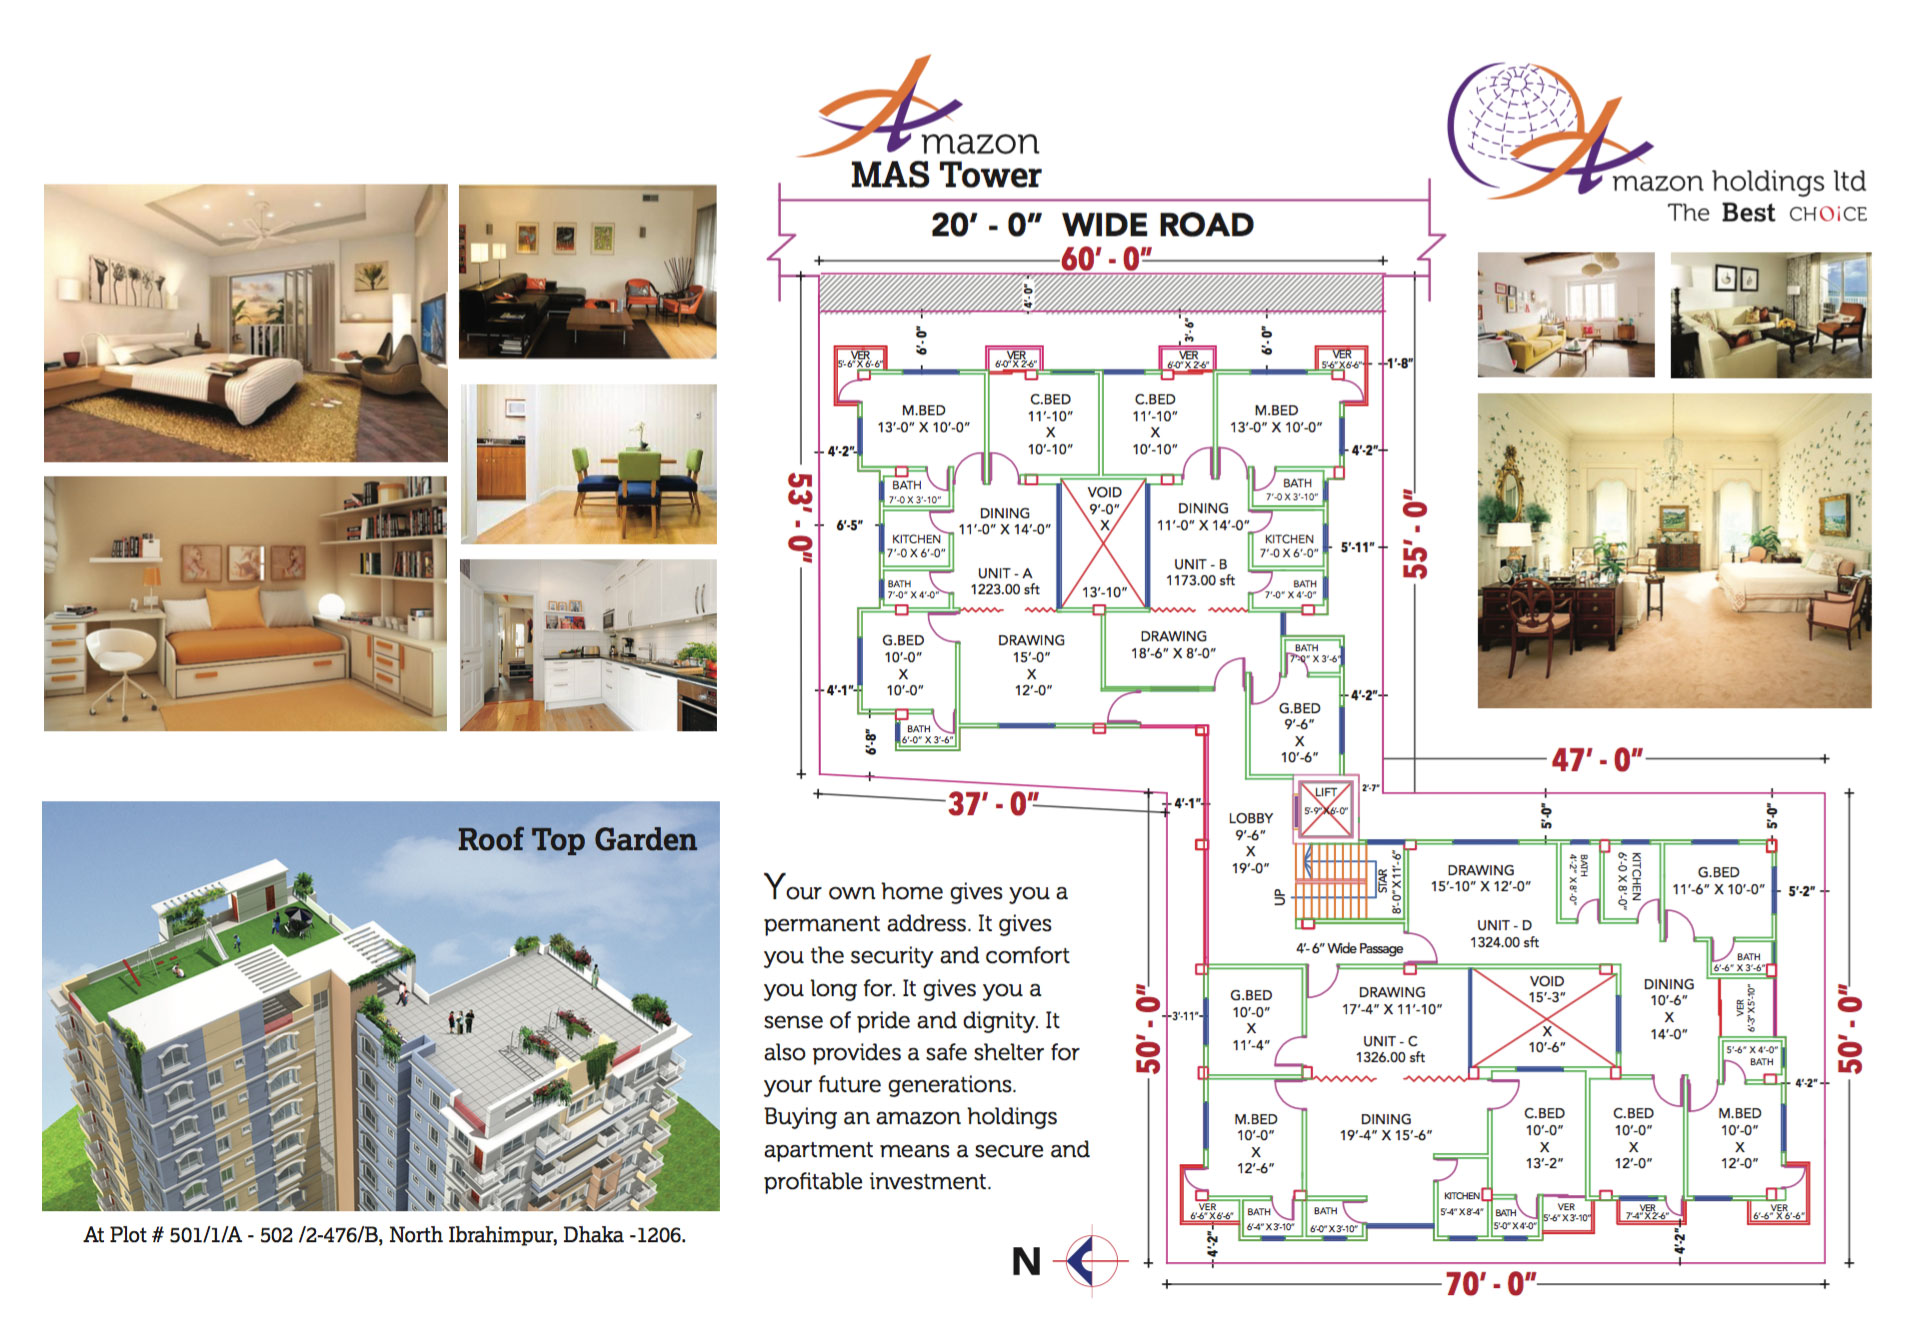 Amazon
MAS Tower
Amazon holdings ltd
The Best CHOiCE
20' - 0" WIDE ROAD
60' - 0"
4'- 0"
6'- 0"
3'- 6"
6'- 0"
VER
5'-6" X 6'-6"
VER
6'-0" X 2'-6"
VER
6'-0" X 2'-6"
VER
5'-6" X 6'-6"
1'-8"
M.BED
13'-0" X 10'-0"
C.BED
11'-10"
X
10'-10"
C.BED
11'-10"
X
10'-10"
M.BED
13'-0" X 10'-0"
4'-2"
4'-2"
53' - 0"
55' - 0"
BATH
7'-0 X 3'-10"
DINING
11'-0" X 14'-0"
VOID
9'-0"
X
13'-10"
DINING
11'-0" X 14'-0"
BATH
7'-0 X 3'-10"
6'-5"
KITCHEN
7'-0 X 6'-0"
KITCHEN
7'-0 X 6'-0"
5'-11"
UNIT - A
1223.00 sft
UNIT - B
1173.00 sft
BATH
7'-0" X 4'-0"
BATH
7'-0" X 4'-0"
G.BED
10'-0"
X
10'-0"
DRAWING
15'-0"
X
12'-0"
DRAWING
18'-6" X 8'-0"
BATH
7'-0" X 3'-6"
4'-1"
4'-2"
G.BED
9'-6"
X
10'-6"
BATH
6'-0" X 3'-6"
6'-8"
47' - 0"
37' - 0"
4'-1"
LIFT
5'-9" X 6'-0"
2'-7"
5'-0"
5'-0"
LOBBY
9'-6"
X
19'-0"
UP
STAR
8'-0" X 11'-6"
DRAWING
15'-10" X 12'-0"
BATH
4'-2" X 8'-0"
KITCHEN
6'-0 X 8'-0"
G.BED
11'-6" X 10'-0"
5'-2"
UNIT - D
1324.00 sft
4'- 6" Wide Passage
BATH
6'-6" X 3'-6"
G.BED
10'-0"
X
11'-4"
DRAWING
17'-4" X 11'-10"
VOID
15'-3"
X
10'-6"
DINING
10'-6"
X
14'-0"
VER
6'-3" X 5'-10"
3'-11"
50' - 0"
50' - 0"
UNIT - C
1326.00 sft
5'-6" X 4'-0"
BATH
4'-2"
M.BED
10'-0"
X
12'-6"
DINING
19'-4" X 15'-6"
C.BED
10'-0"
X
13'-2"
C.BED
10'-0"
X
12'-0"
M.BED
10'-0"
X
12'-0"
VER
6'-6" X 6'-6"
BATH
6'-4" X 3'-10"
BATH
6'-0" X 3'-10"
KITCHEN
5'-4" X 8'-4"
BATH
5'-0" X 4'-0"
VER
5'-6" X 3'-10"
VER
7'-4" X 2'-6"
VER
6'-6" X 6'-6"
4'-2"
4'-2"
70' - 0"
N
Roof Top Garden
At Plot # 501/1/A - 502 /2-476/B, North Ibrahimpur, Dhaka -1206.
Your own home gives you a
permanent address. It gives
you the security and comfort
you long for. It gives you a
sense of pride and dignity. It
also provides a safe shelter for
your future generations.
Buying an amazon holdings
apartment means a secure and
profitable investment.